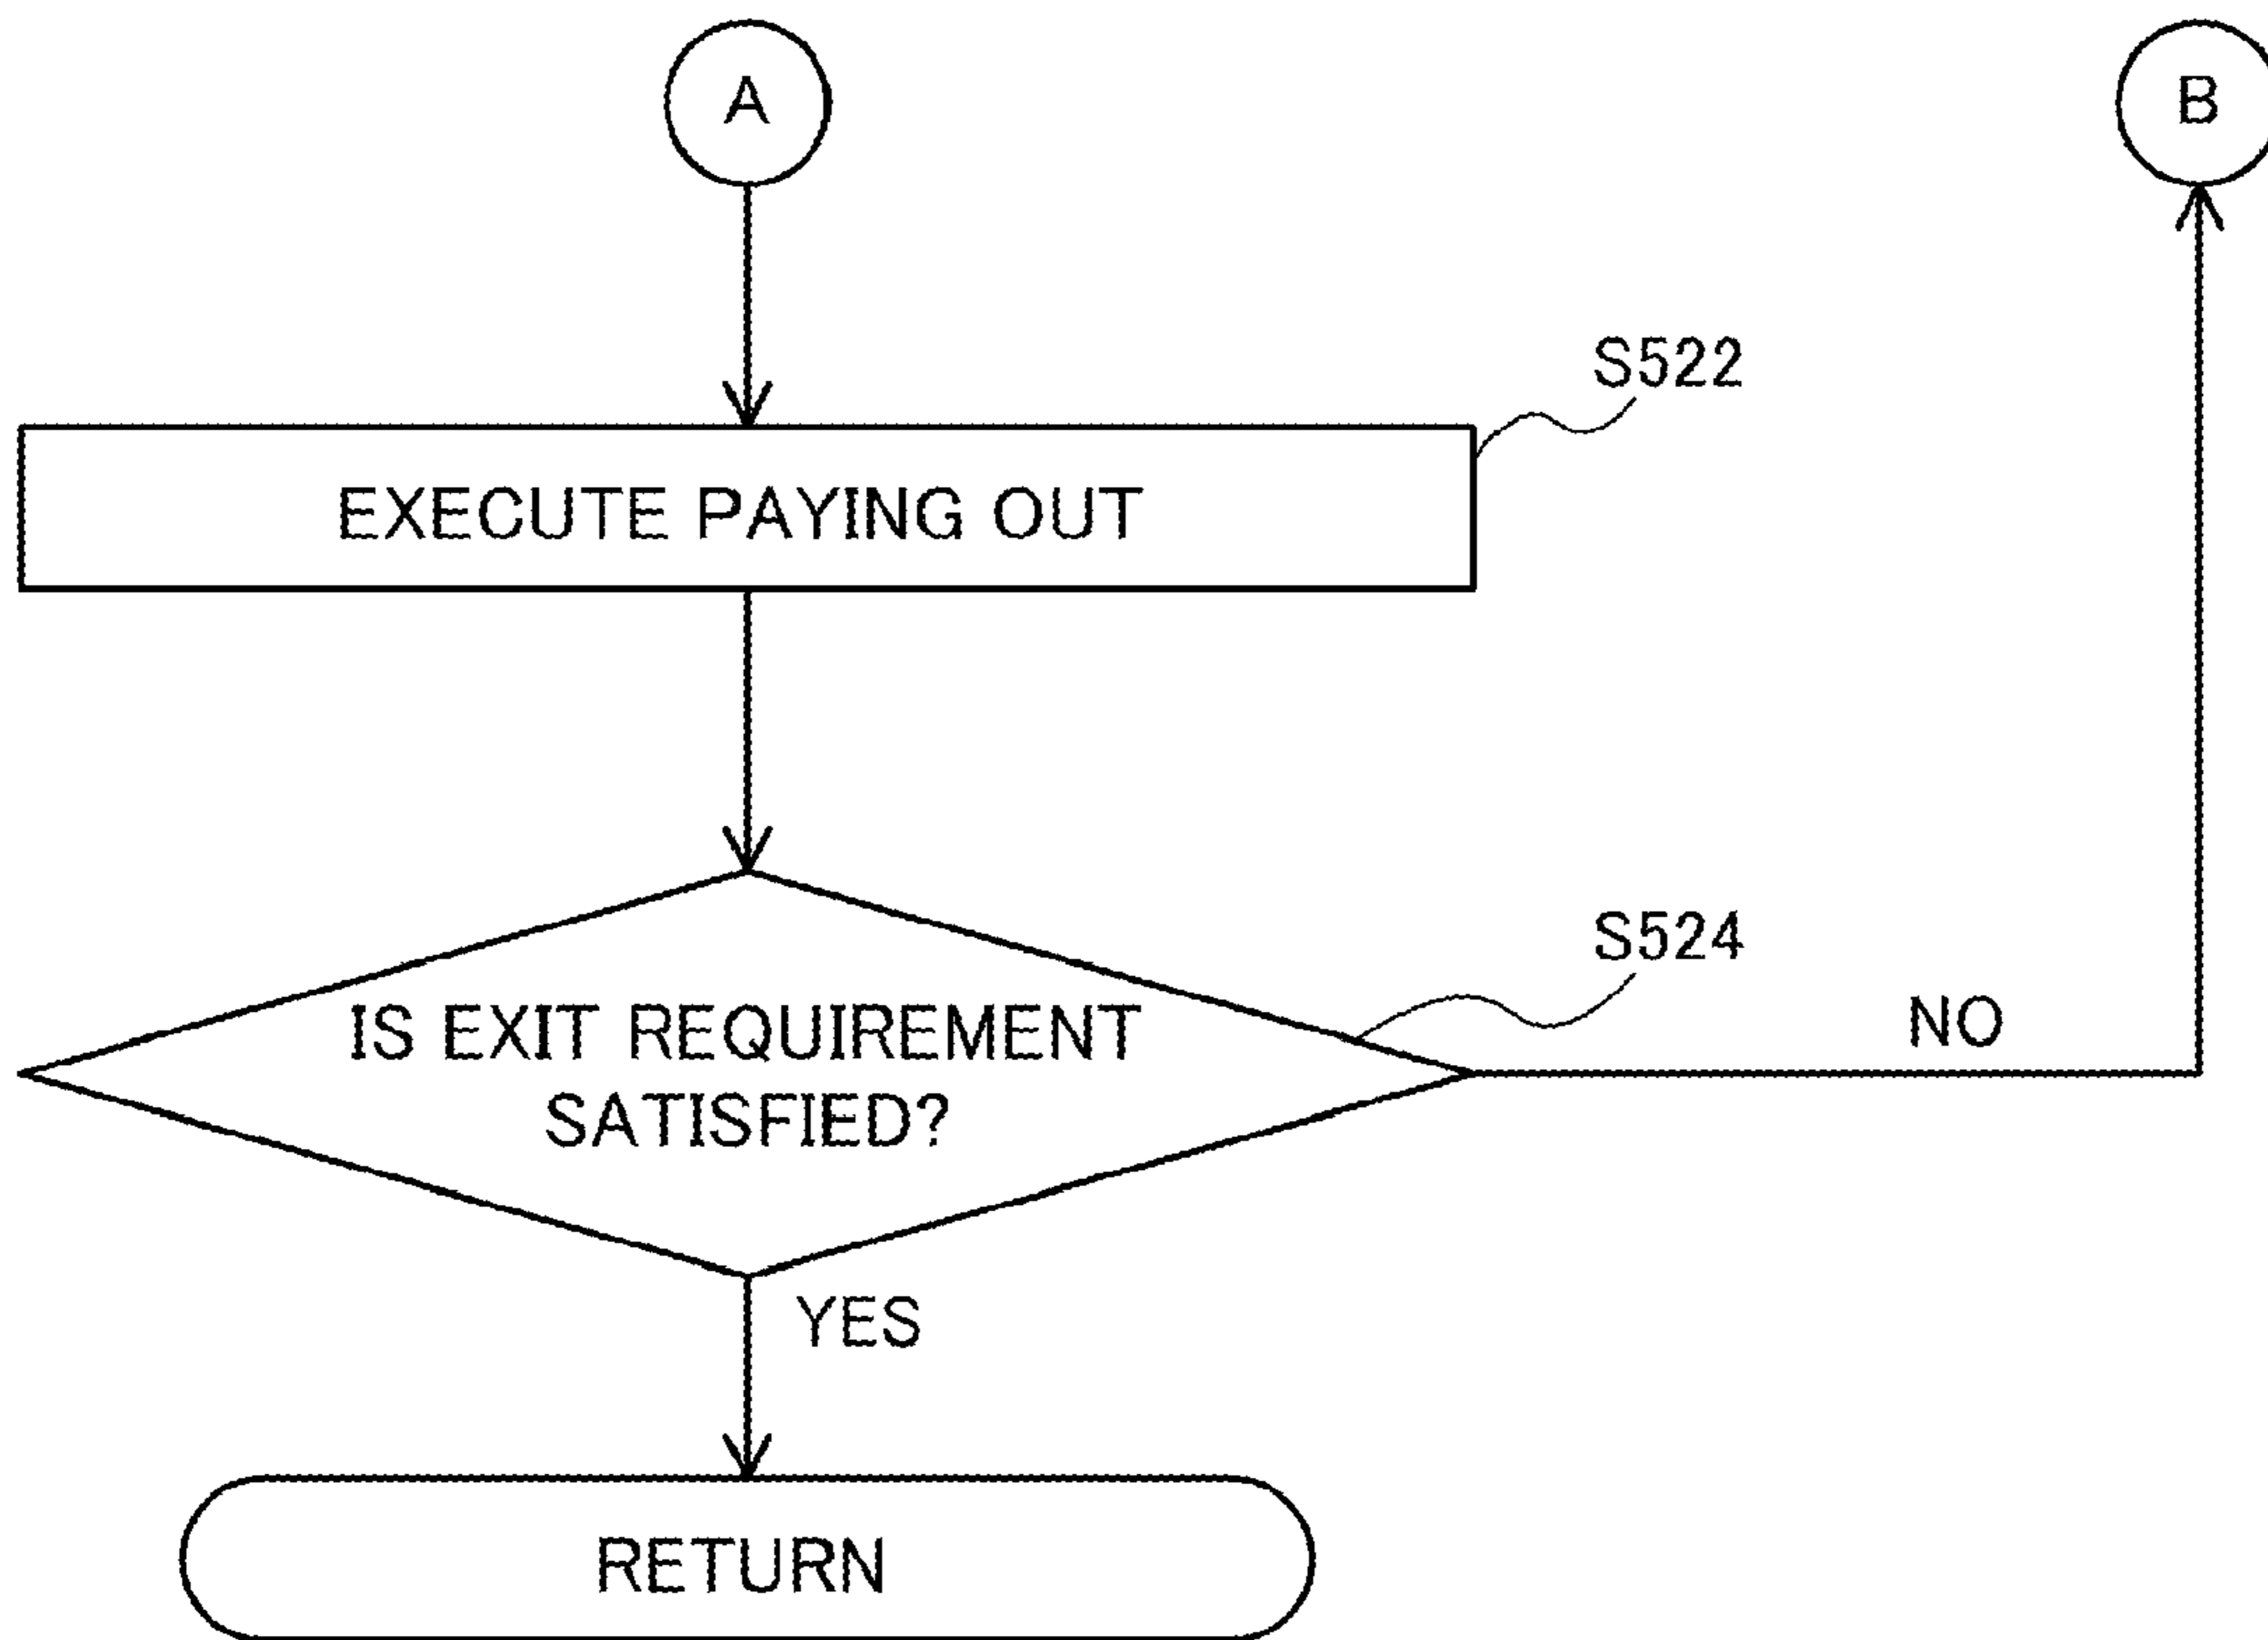 A
B
S522
EXECUTE PAYING OUT
S524
IS EXIT REQUIREMENT
SATISFIED?
NO
YES
RETURN